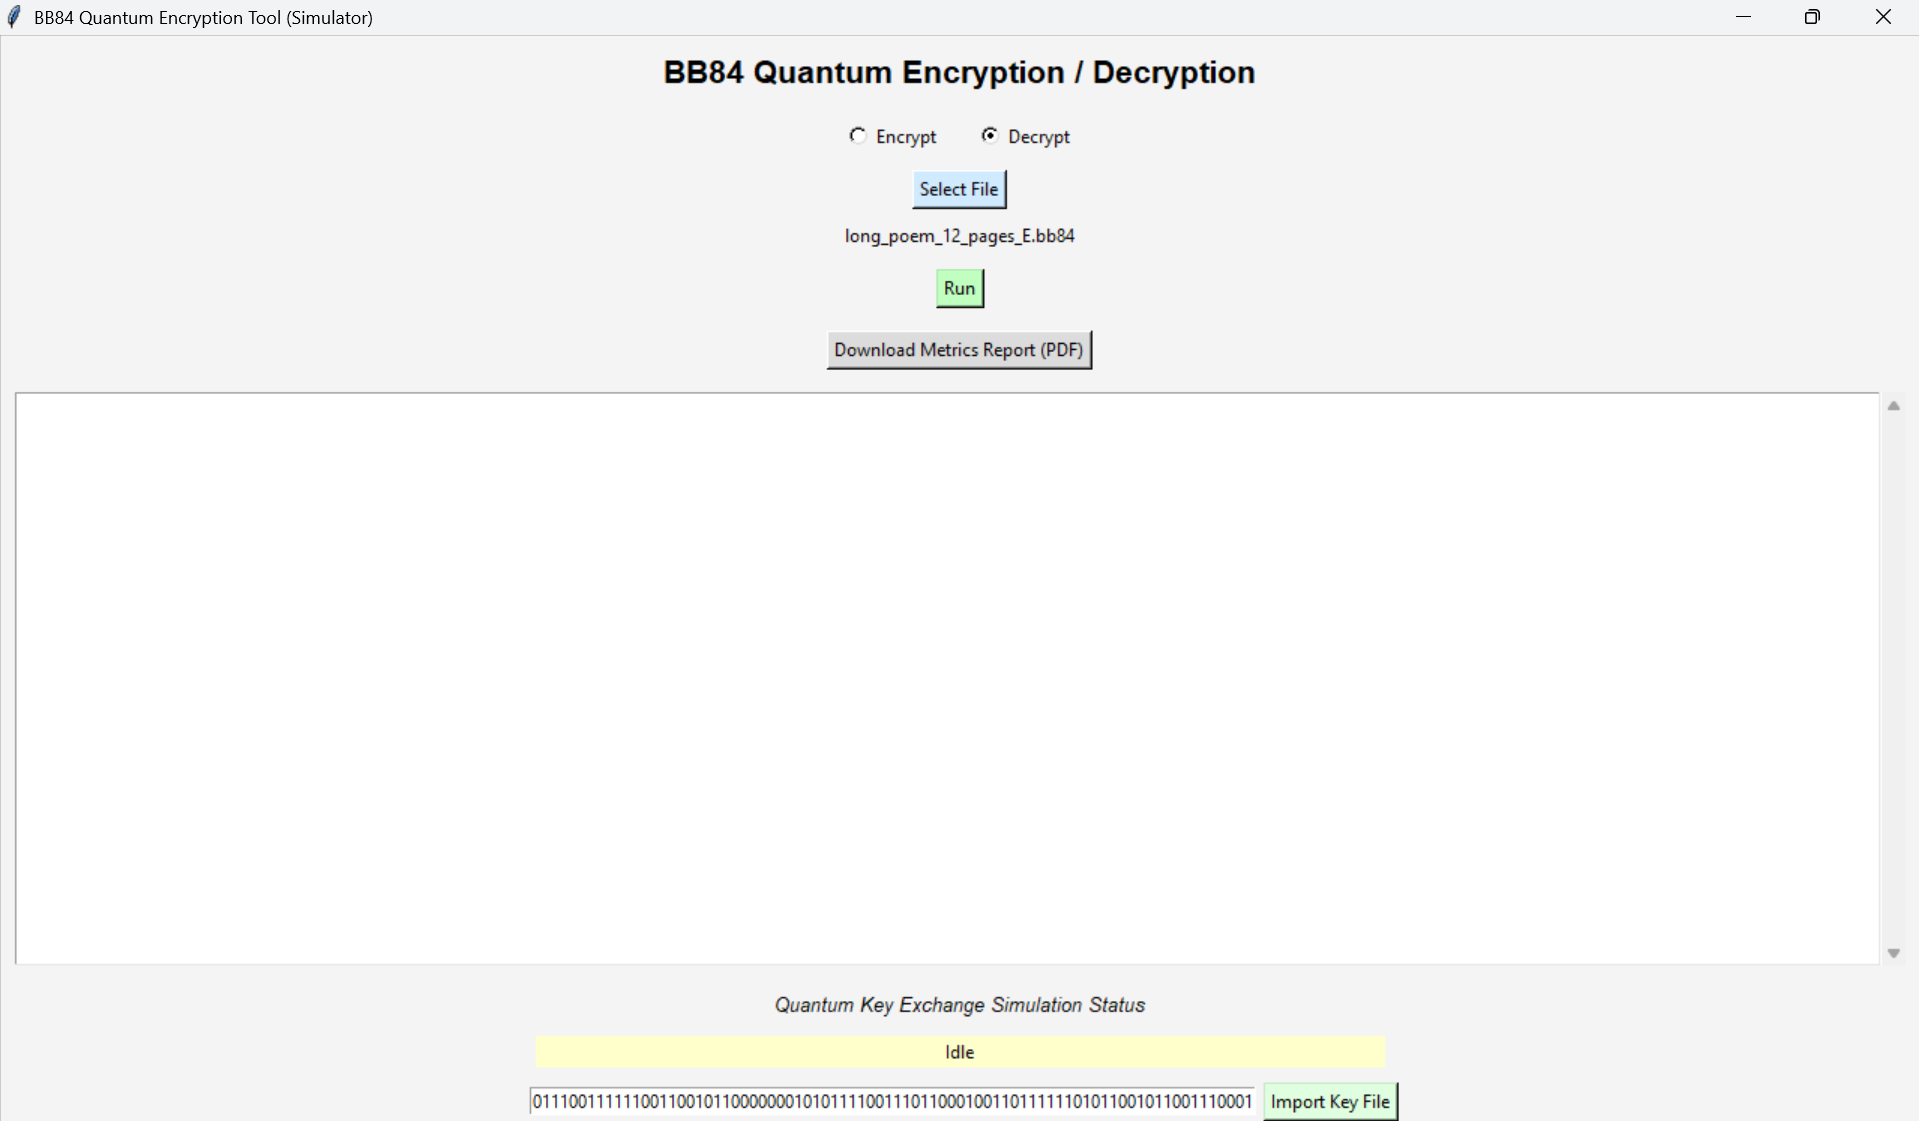 BB84 Quantum Encryption Tool (Simulator)
BB84 Quantum Encryption / Decryption
Encrypt Decrypt
Select File
long_poem_12_pages_E.bb84
Run
Download Metrics Report (PDF)
Quantum Key Exchange Simulation Status
Idle
Import Key File